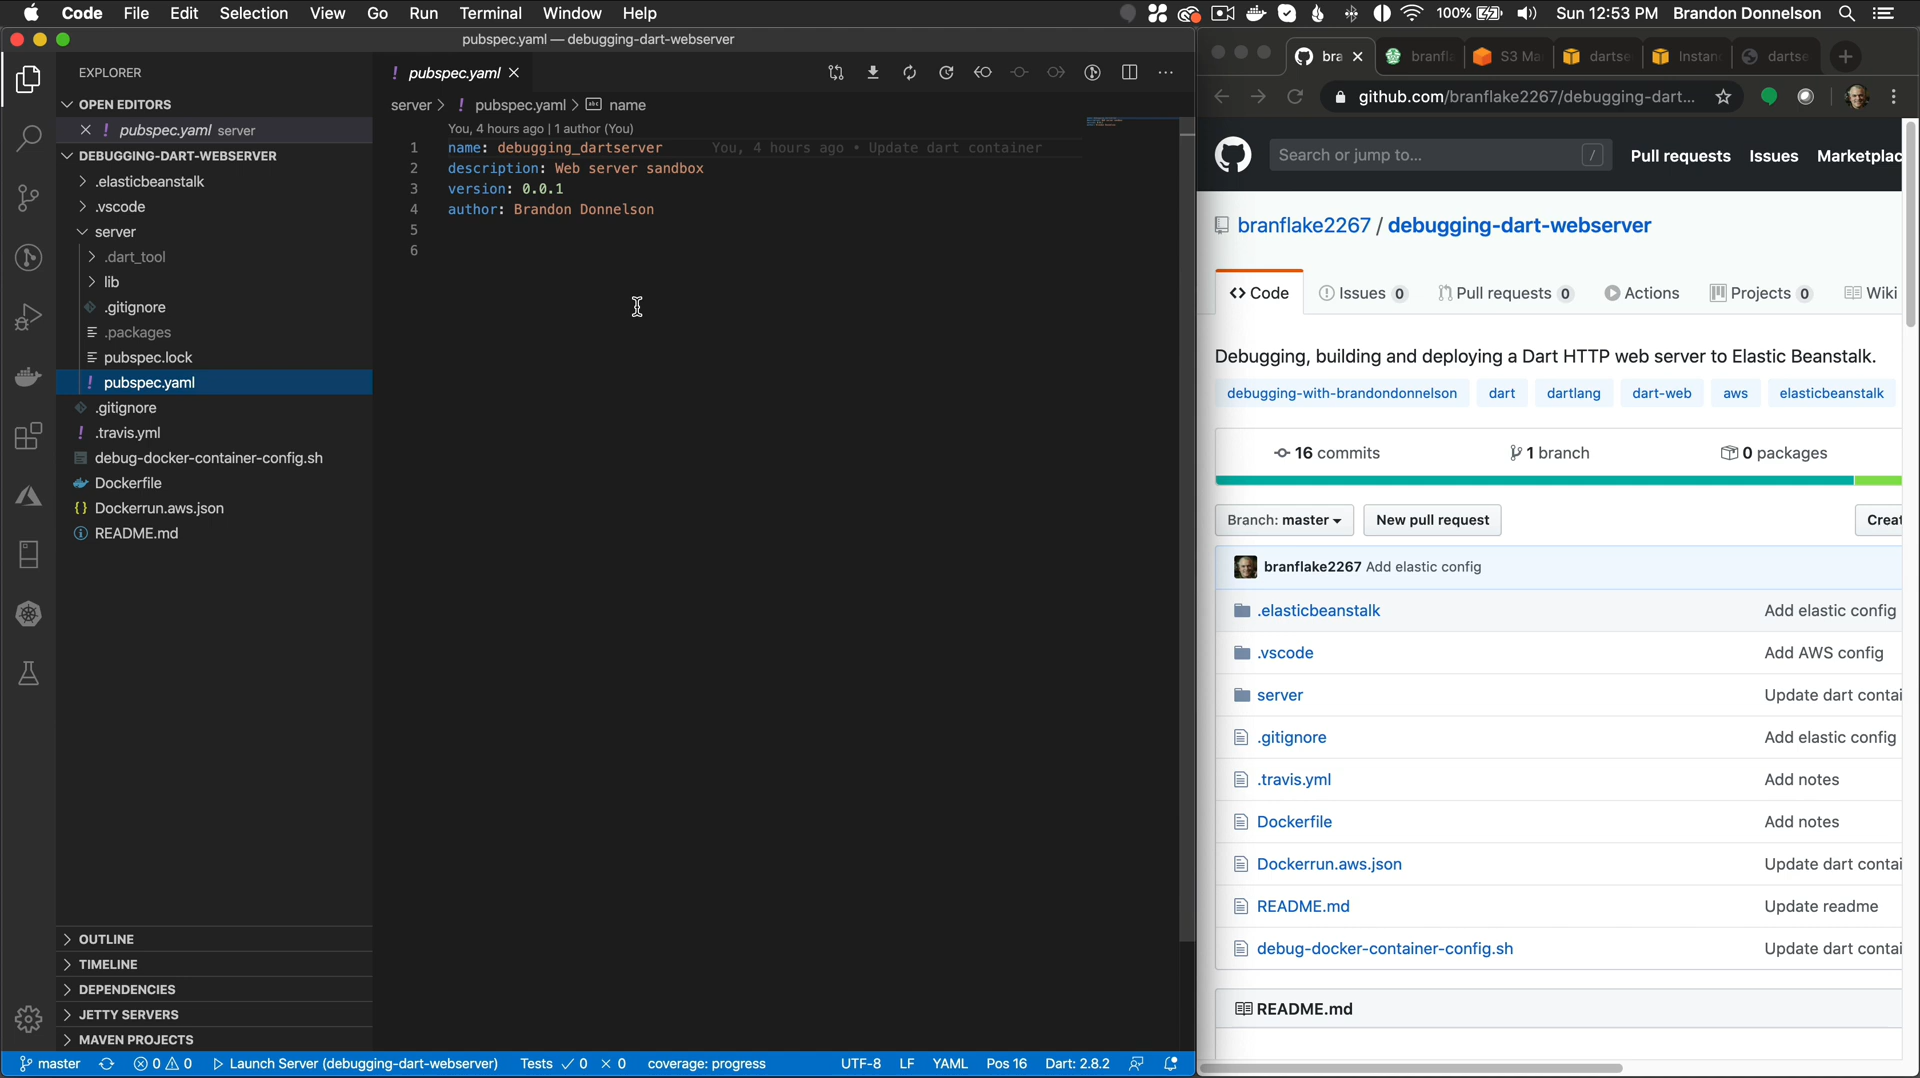 Code File Edit Selection View Go Run Terminal Window Help
100% Sun 12:53 PM Brandon Donnelson
pubspec.yaml — debugging-dart-webserver
EXPLORER
OPEN EDITORS
pubspec.yaml server
DEBUGGING-DART-WEBSERVER
.elasticbeanstalk
.vscode
server
.dart_tool
lib
.gitignore
.packages
pubspec.lock
pubspec.yaml
.gitignore
.travis.yml
debug-docker-container-config.sh
Dockerfile
Dockerrun.aws.json
README.md
OUTLINE
TIMELINE
DEPENDENCIES
JETTY SERVERS
MAVEN PROJECTS
! pubspec.yaml
server > ! pubspec.yaml > abc name
You, 4 hours ago | 1 author (You)
1 name: debugging_dartserver You, 4 hours ago • Update dart container
2 description: Web server sandbox
3 version: 0.0.1
4 author: Brandon Donnelson
5
6
master 0 0 Launch Server (debugging-dart-webserver) Tests ✓ 0 × 0 coverage: progress UTF-8 LF YAML Pos 16 Dart: 2.8.2
bra branfla S3 Ma dartse Instanc dartse
github.com/branflake2267/debugging-dart...
Search or jump to... / Pull requests Issues Marketplac
branflake2267 / debugging-dart-webserver
Code Issues 0 Pull requests 0 Actions Projects 0 Wiki
Debugging, building and deploying a Dart HTTP web server to Elastic Beanstalk.
debugging-with-brandondonnelson dart dartlang dart-web aws elasticbeanstalk
16 commits 1 branch 0 packages
Branch: master New pull request Creat
branflake2267 Add elastic config
.elasticbeanstalk Add elastic config
.vscode Add AWS config
server Update dart contai
.gitignore Add elastic config
.travis.yml Add notes
Dockerfile Add notes
Dockerrun.aws.json Update dart contai
README.md Update readme
debug-docker-container-config.sh Update dart contai
README.md